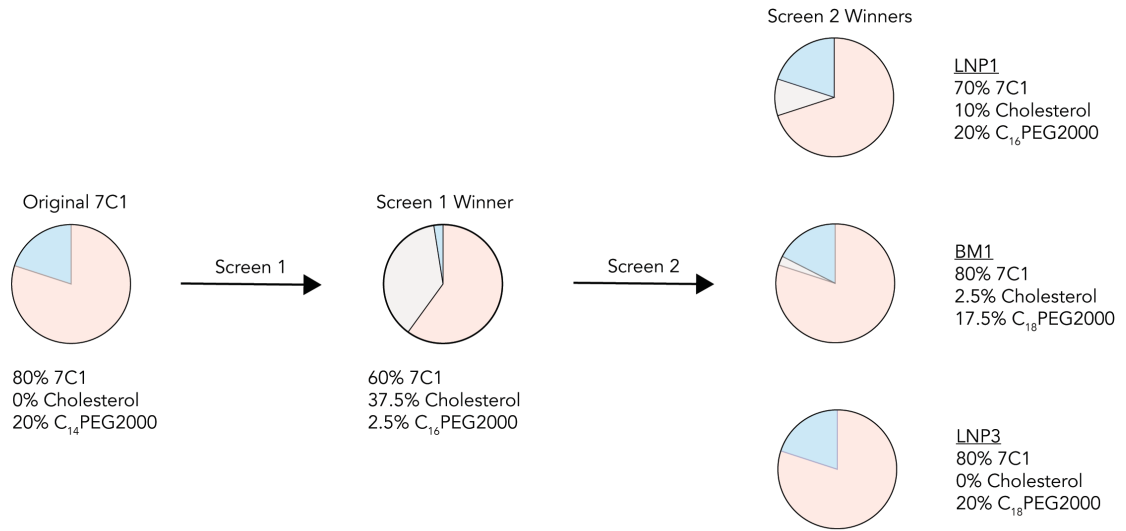 Original 7C1
80% 7C1
0% Cholesterol
20% C₁₄PEG2000
Screen 1
Screen 1 Winner
60% 7C1
37.5% Cholesterol
2.5% C₁₆PEG2000
Screen 2
Screen 2 Winners
LNP1
70% 7C1
10% Cholesterol
20% C₁₆PEG2000
BM1
80% 7C1
2.5% Cholesterol
17.5% C₁₈PEG2000
LNP3
80% 7C1
0% Cholesterol
20% C₁₈PEG2000